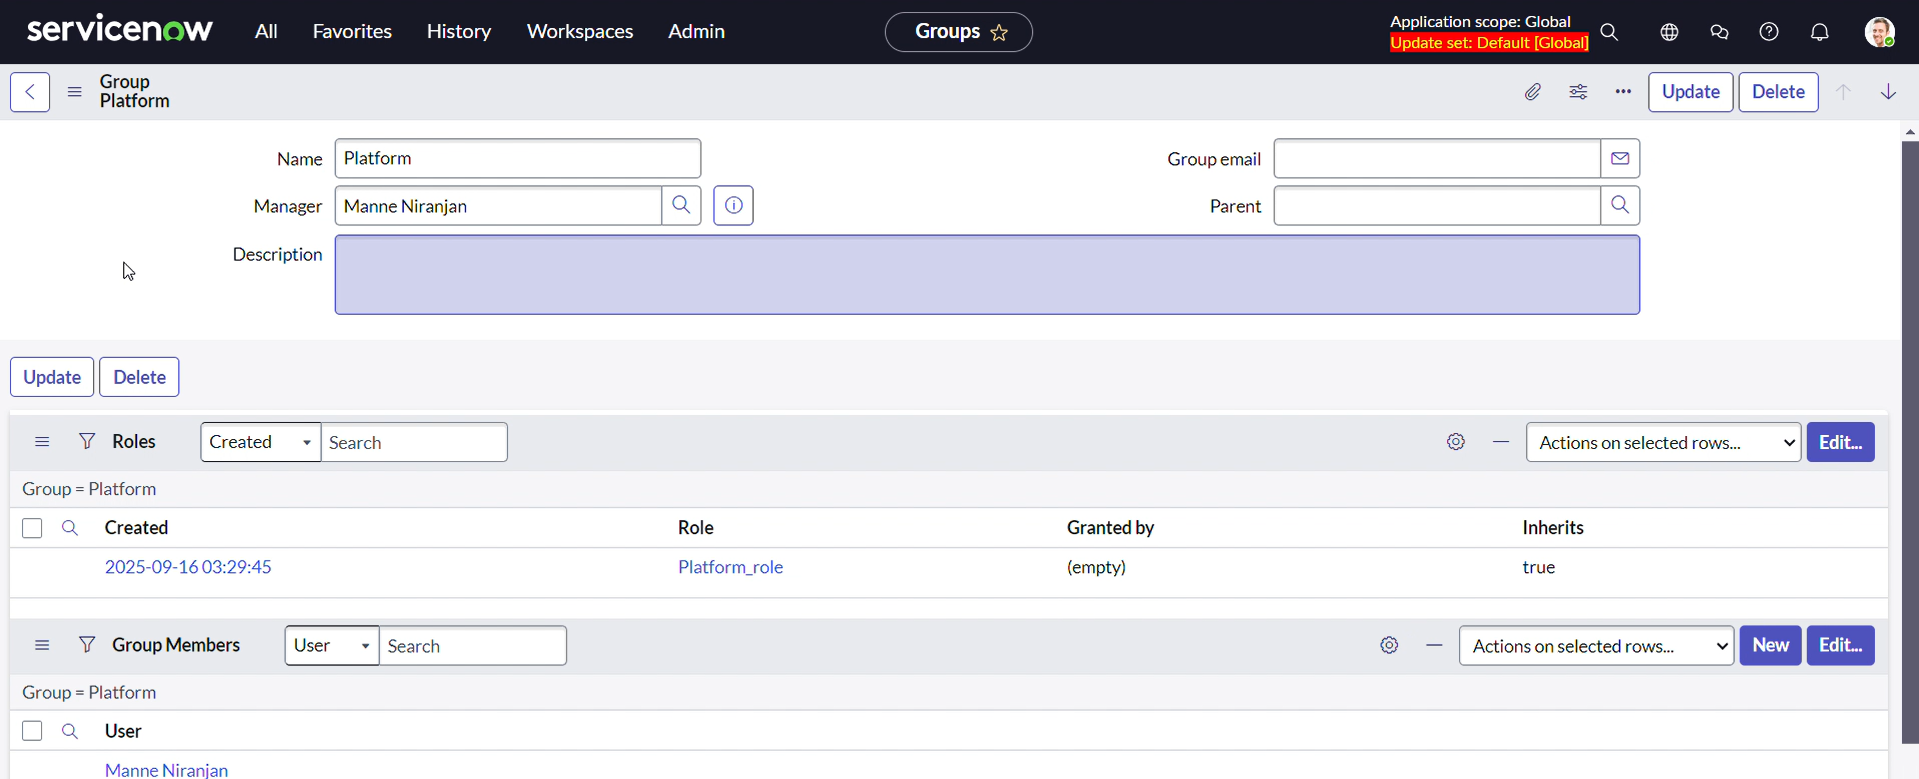 servicenow All Favorites History Workspaces Admin Groups Application scope: Global
Update set: Default [Global]
Group
Platform
Update Delete
Name Platform Group email
Manager Manne Niranjan Parent
Description
Update Delete
Roles Created Search Actions on selected rows... Edit...
Group = Platform
Created Role Granted by Inherits
2025-09-16 03:29:45 Platform_role (empty) true
Group Members User Search Actions on selected rows... New Edit...
Group = Platform
User
Manne Niranjan